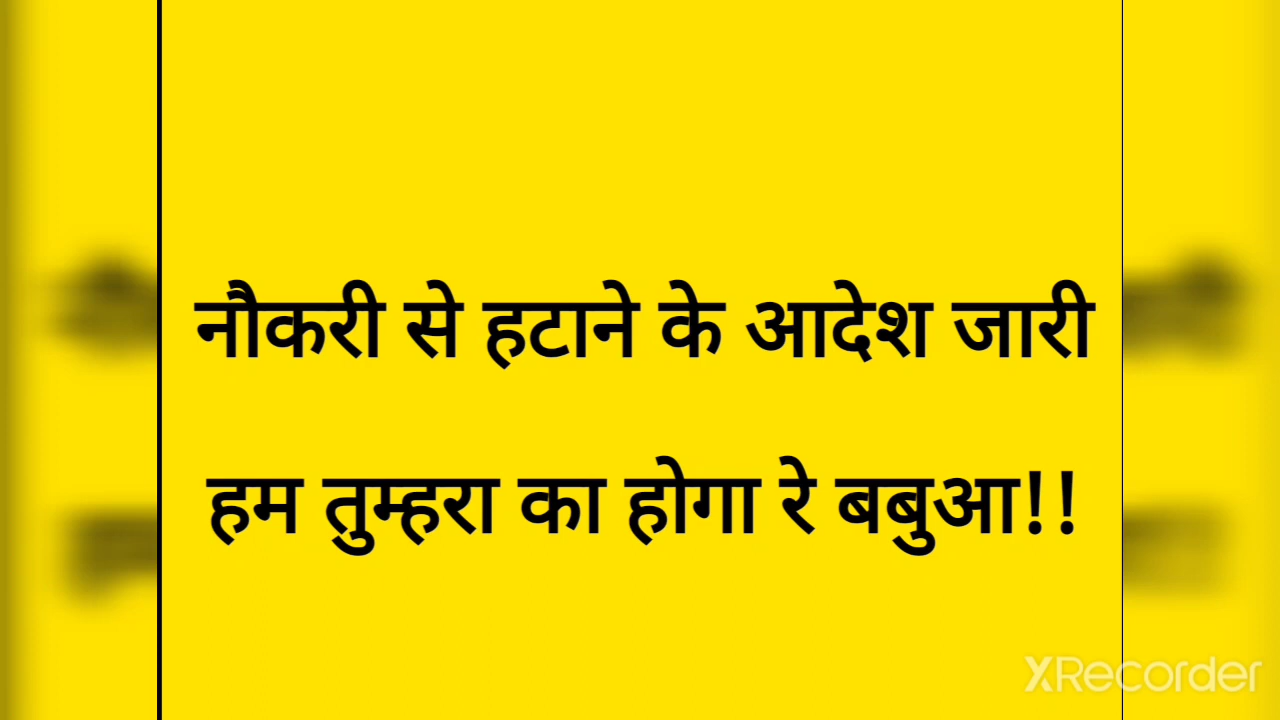 नौकरी से हटाने के आदेश जारी
हम तुम्हरा का होगा रे बबुआ!!
XRecorder